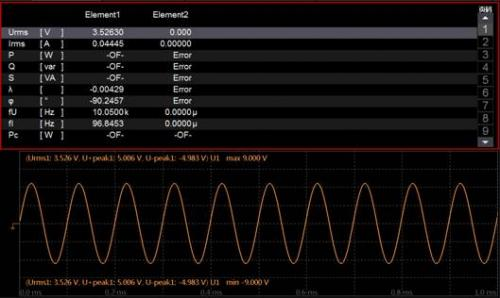 Element1 Element2
Urms [ V ] 3.52630 0.000
Irms [ A ] 0.04445 0.00000
P [ W ] -OF- Error
Q [ var ] -OF- Error
S [ VA ] -OF- Error
λ [ ] -0.00429 Error
φ [ ° ] -90.2457 Error
fU [ Hz ] 10.0500k 0.0000μ
fI [ Hz ] 96.8453 0.0000μ
Pc [ W ] -OF- -OF-
1
2
3
4
5
6
7
8
9
(Urms1: 3.526 V, U+peak1: 5.006 V, U-peak1: -4.983 V) U1 max 9.000 V
(Urms1: 3.526 V, U+peak1: 5.006 V, U-peak1: -4.983 V) U1 min -9.000 V
0.0 ms 0.2 ms 0.4 ms 0.6 ms 0.8 ms 1.0 ms